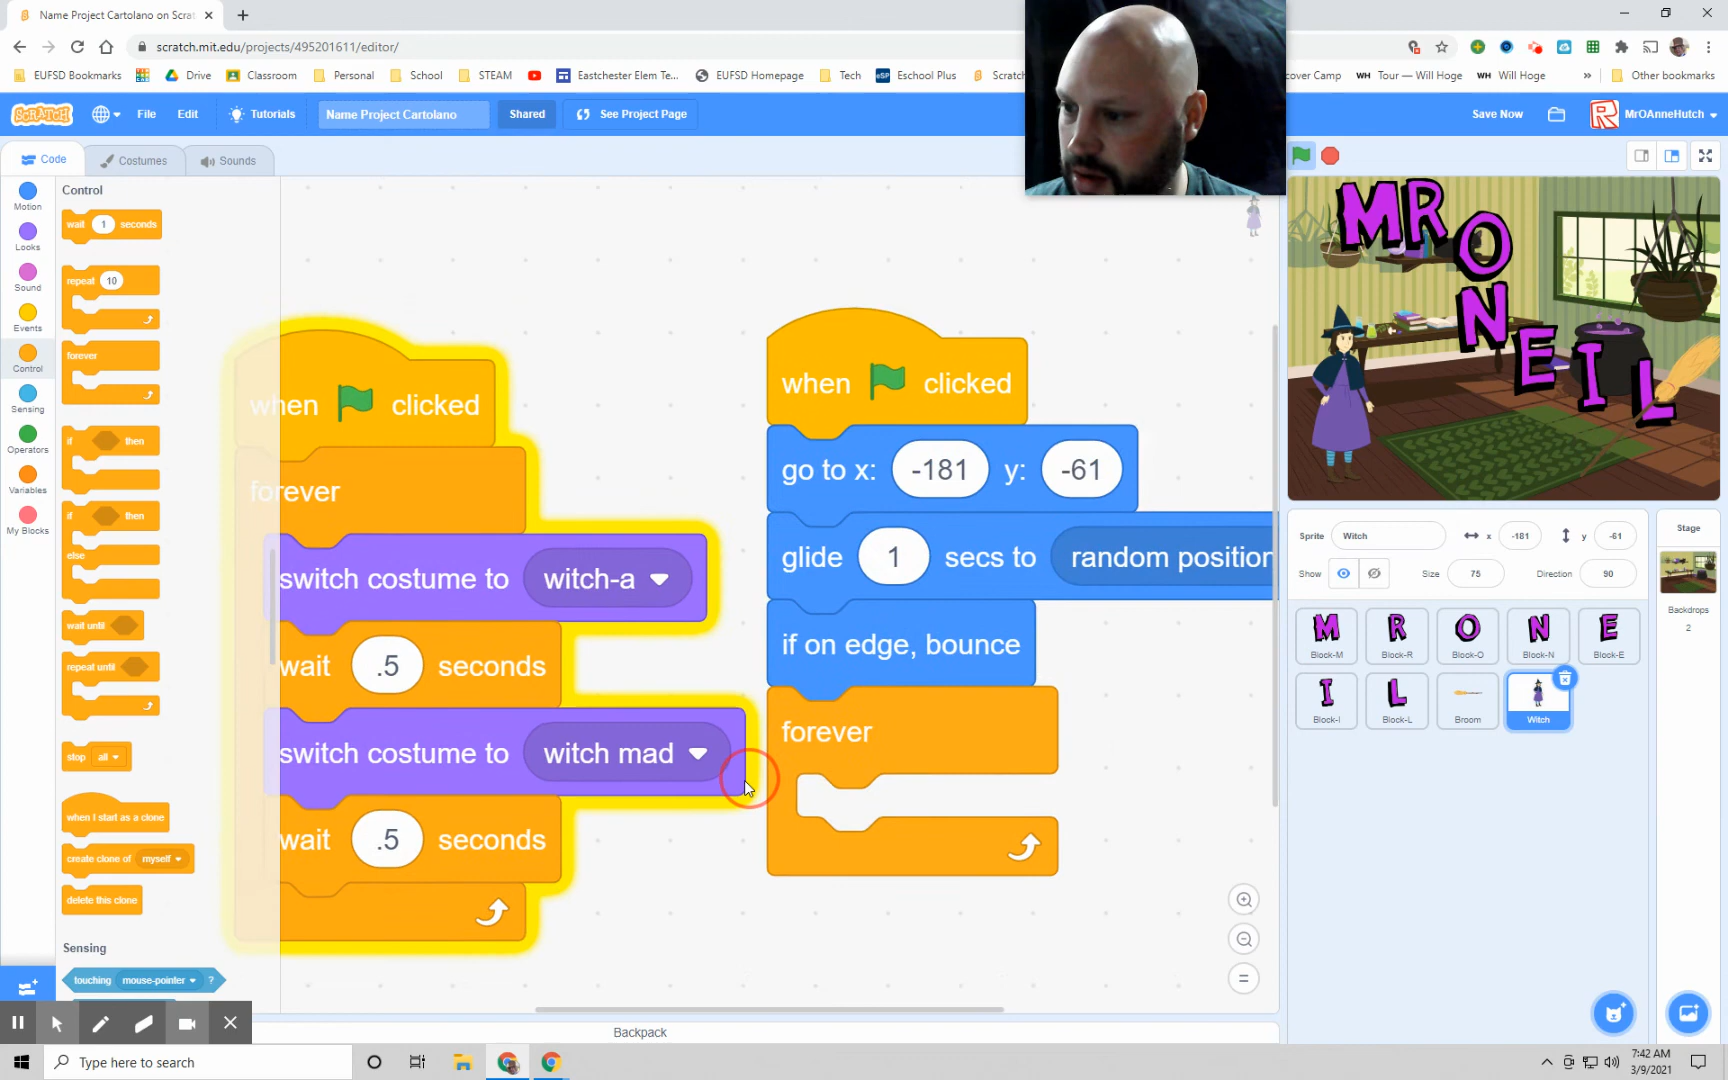 Name Project Cartolano on Scrat
scratch.mit.edu/projects/495201611/editor/
EUFSD Bookmarks
Drive
Classroom
Personal
School
STEAM
Eastchester Elem Te...
EUFSD Homepage
Tech
eSP
Eschool Plus
Scratch
cover Camp
WH
Tour — Will Hoge
WH
Will Hoge
»
Other bookmarks
SCRATCH
File
Edit
Tutorials
Name Project Cartolano
Shared
See Project Page
Save Now
MrOAnneHutch
Code
Costumes
Sounds
Motion
Looks
Sound
Events
Control
Sensing
Operators
Variables
My Blocks
Control
wait 1 seconds
repeat 10
forever
if then
if then
else
wait until
repeat until
stop all
when I start as a clone
create clone of myself
delete this clone
Sensing
touching mouse-pointer ?
when clicked
forever
switch costume to witch-a
wait .5 seconds
switch costume to witch mad
wait .5 seconds
when clicked
go to x: -181 y: -61
glide 1 secs to random position
if on edge, bounce
forever
Backpack
MR
O
N
E
I
L
Sprite
Witch
x
-181
y
-61
Show
Size
75
Direction
90
M
Block-M
R
Block-R
O
Block-O
N
Block-N
E
Block-E
I
Block-I
L
Block-L
Broom
Witch
Stage
Backdrops
2
Type here to search
7:42 AM
3/9/2021